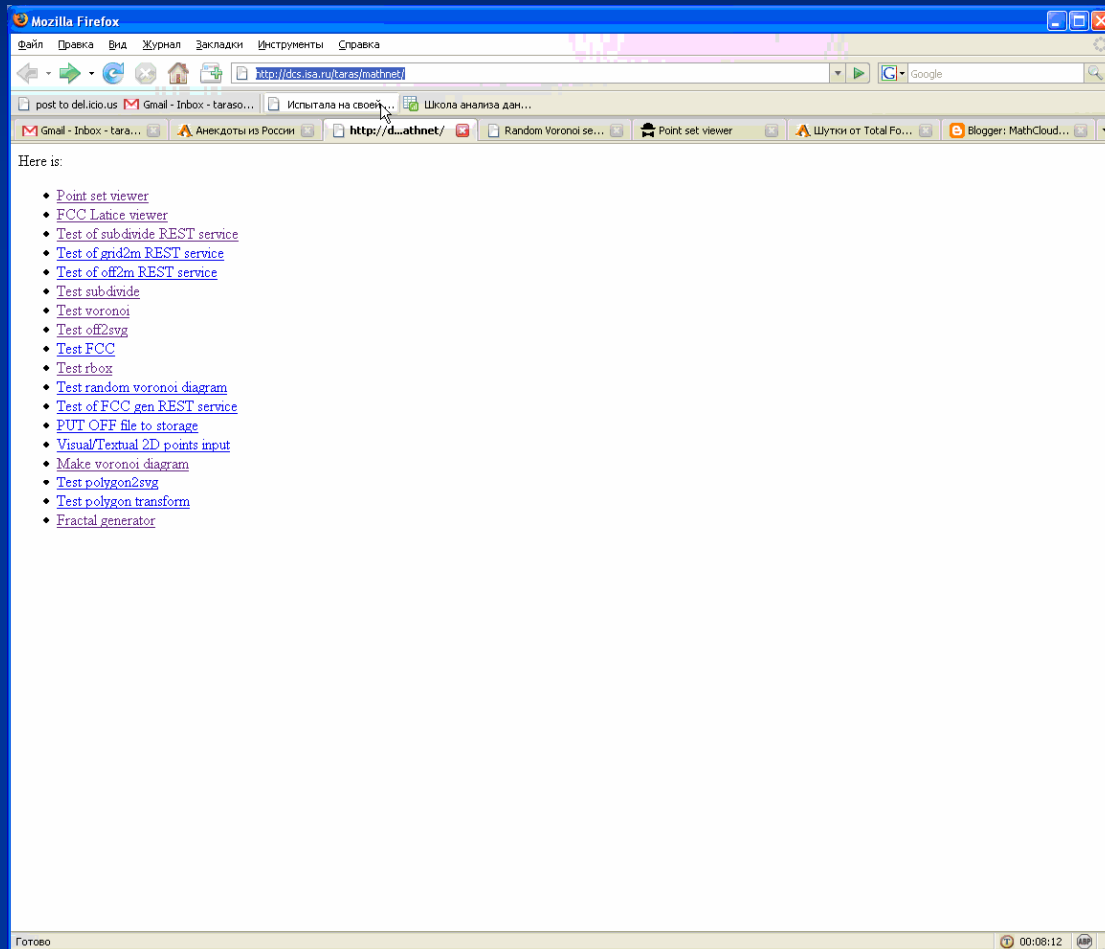 Mozilla Firefox
Файл Правка Вид Журнал Закладки Инструменты Справка
http://dcs.isa.ru/taras/mathnet/ G Google
post to del.icio.us Gmail - Inbox - taraso... Испытала на своей ... Школа анализа дан...
Gmail - Inbox - tara... Анекдоты из России http://d...athnet/ Random Voronoi se... Point set viewer Шутки от Total Fo... Blogger: MathCloud...
Here is:
Point set viewer
FCC Latice viewer
Test of subdivide REST service
Test of grid2m REST service
Test of off2m REST service
Test subdivide
Test voronoi
Test off2svg
Test FCC
Test rbox
Test random voronoi diagram
Test of FCC gen REST service
PUT OFF file to storage
Visual/Textual 2D points input
Make voronoi diagram
Test polygon2svg
Test polygon transform
Fractal generator
Готово 00:08:12 ABP